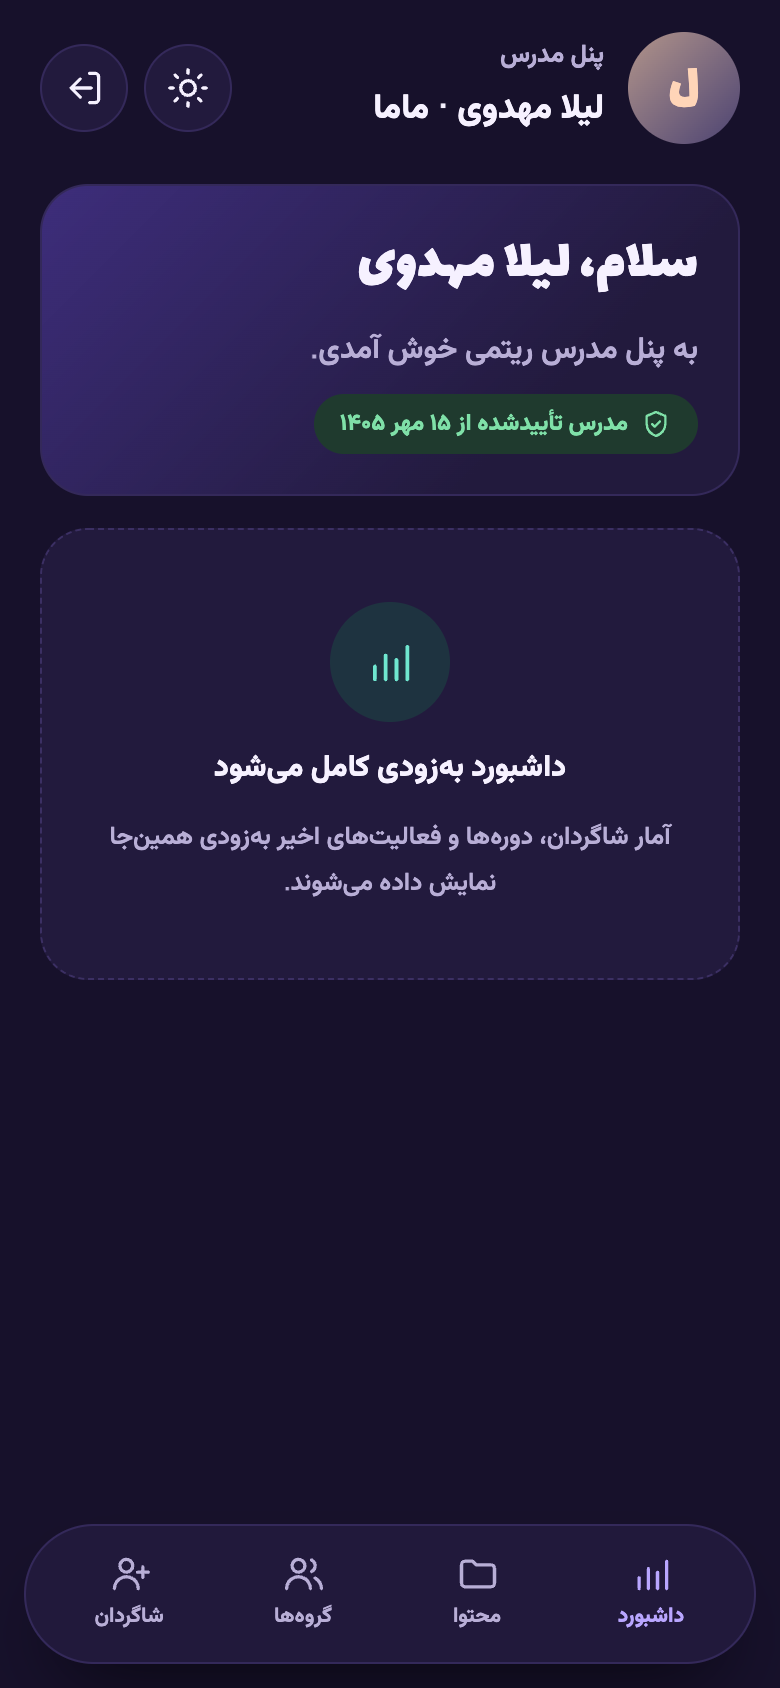 ل
پنل مدرس
لیلا مهدوی · ماما
سلام، لیلا مهدوی
به پنل مدرس ریتمی خوش آمدی.
مدرس تأییدشده از ۱۵ مهر ۱۴۰۵
داشبورد به‌زودی کامل می‌شود
آمار شاگردان، دوره‌ها و فعالیت‌های اخیر به‌زودی همین‌جا
نمایش داده می‌شوند.
داشبورد
محتوا
گروه‌ها
شاگردان